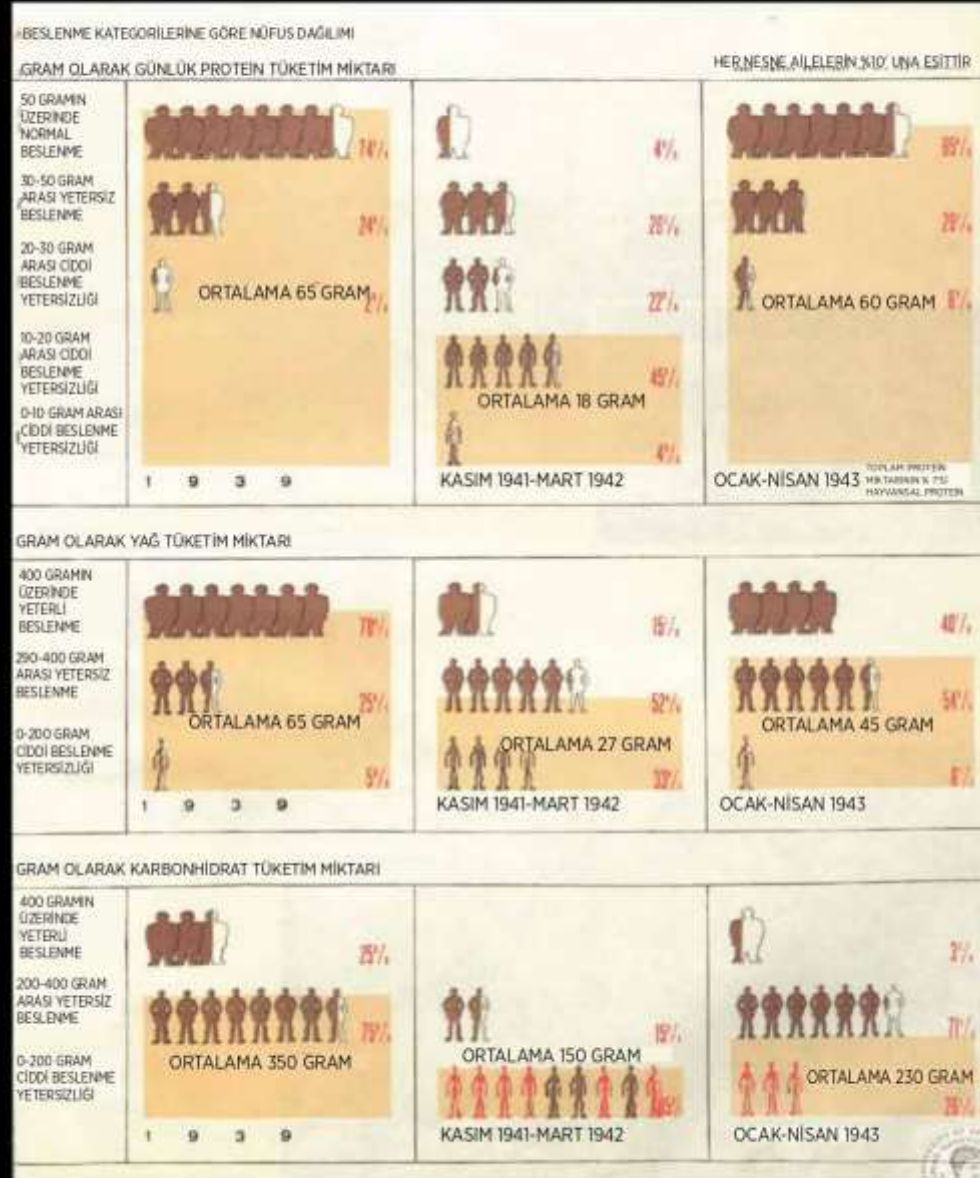 BESLENME KATEGORİLERİNE GÖRE NÜFUS DAĞILIMI
GRAM OLARAK GÜNLÜK PROTEİN TÜKETİM MİKTARI
HER NESNE AİLELERİN %10' UNA EŞİTTİR
50 GRAMIN
ÜZERİNDE
NORMAL
BESLENME
74%
4%
30-50 GRAM
ARASI YETERSİZ
BESLENME
24%
29%
20-30 GRAM
ARASI CİDDİ
BESLENME
YETERSİZLİĞİ
ORTALAMA 65 GRAM
2%
22%
ORTALAMA 60 GRAM
6%
10-20 GRAM
ARASI CİDDİ
BESLENME
YETERSİZLİĞİ
45%
ORTALAMA 18 GRAM
0-10 GRAM ARASI
CİDDİ BESLENME
YETERSİZLİĞİ
4%
1 9 3 9
KASIM 1941-MART 1942
OCAK-NİSAN 1943
TOPLAM PROTEİN
HAYVANSAL PROTEİN
GRAM OLARAK YAĞ TÜKETİM MİKTARI
400 GRAMIN
ÜZERİNDE
YETERLİ
BESLENME
70%
15%
40%
290-400 GRAM
ARASI YETERSİZ
BESLENME
25%
52%
54%
ORTALAMA 65 GRAM
ORTALAMA 27 GRAM
ORTALAMA 45 GRAM
0-200 GRAM
CİDDİ BESLENME
YETERSİZLİĞİ
5%
33%
6%
1 9 3 9
KASIM 1941-MART 1942
OCAK-NİSAN 1943
GRAM OLARAK KARBONHİDRAT TÜKETİM MİKTARI
400 GRAMIN
ÜZERİNDE
YETERLİ
BESLENME
25%
3%
200-400 GRAM
ARASI YETERSİZ
BESLENME
75%
15%
71%
ORTALAMA 350 GRAM
ORTALAMA 150 GRAM
ORTALAMA 230 GRAM
0-200 GRAM
CİDDİ BESLENME
YETERSİZLİĞİ
1 9 3 9
KASIM 1941-MART 1942
OCAK-NİSAN 1943